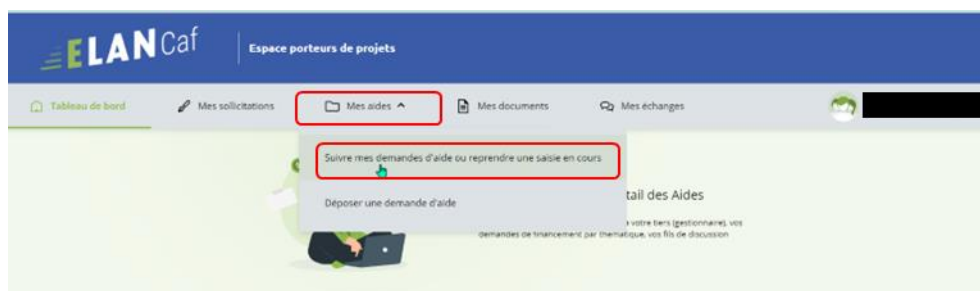 ELANCaf
Espace porteurs de projets
Tableau de bord
Mes sollicitations
Mes aides
Mes documents
Mes échanges
Suivre mes demandes d'aide ou reprendre une saisie en cours
Déposer une demande d'aide
tail des Aides
à votre tiers (gestionnaire), vos
demandes de financement par thématique, vos fils de discussion